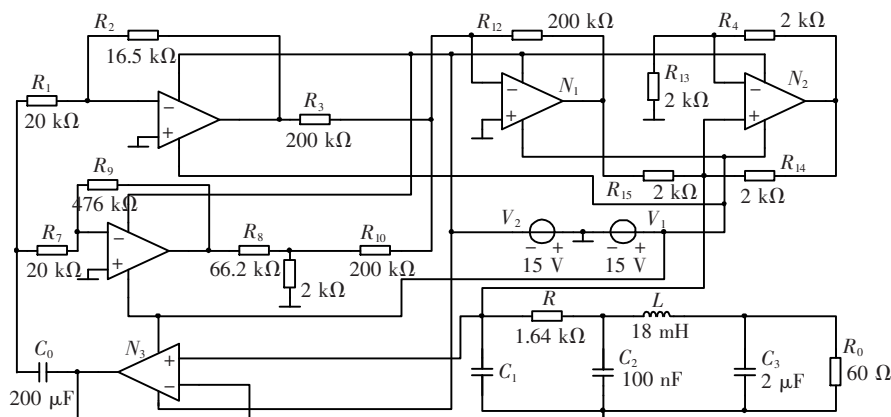 R2
R12
200 kΩ
R4
2 kΩ
16.5 kΩ
R1
R3
N1
R13
N2
20 kΩ
200 kΩ
2 kΩ
R9
R15
2 kΩ
R14
2 kΩ
476 kΩ
R7
R8
R10
V2
V1
20 kΩ
66.2 kΩ
200 kΩ
15 V
15 V
2 kΩ
R
L
N3
1.64 kΩ
18 mH
C0
C1
C2
C3
R0
200 μF
100 nF
2 μF
60 Ω